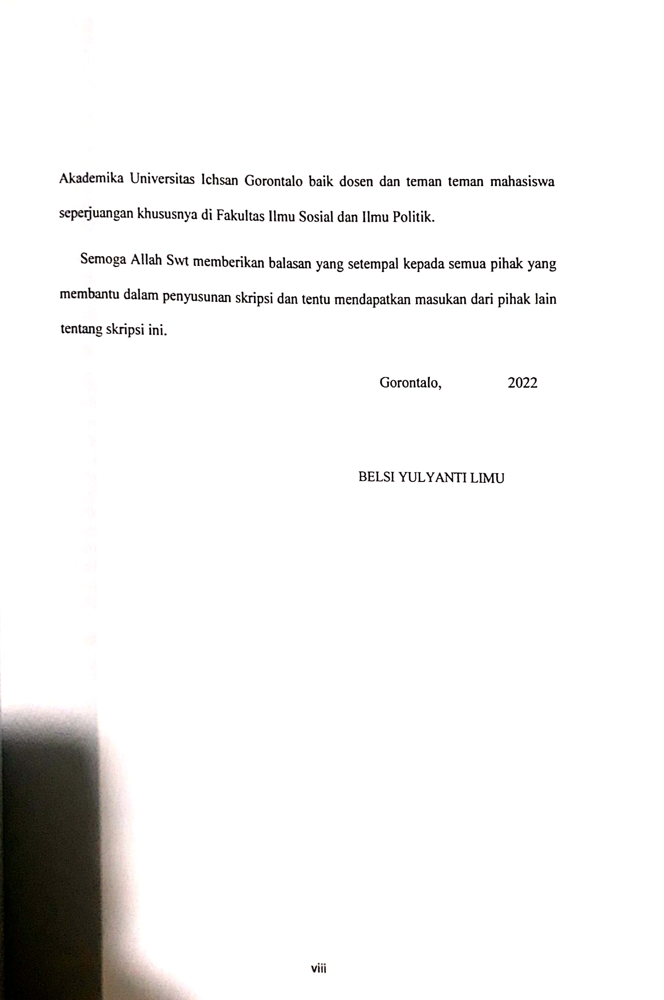 Akademika Universitas Ichsan Gorontalo baik dosen dan teman teman mahasiswa
seperjuangan khususnya di Fakultas Ilmu Sosial dan Ilmu Politik.
Semoga Allah Swt memberikan balasan yang setempal kepada semua pihak yang
membantu dalam penyusunan skripsi dan tentu mendapatkan masukan dari pihak lain
tentang skripsi ini.
Gorontalo, 2022
BELSI YULYANTI LIMU
viii